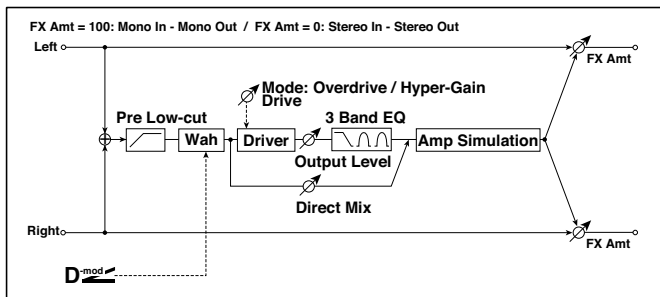 FX Amt = 100: Mono In - Mono Out / FX Amt = 0: Stereo In - Stereo Out
Left
FX Amt
Mode: Overdrive / Hyper-Gain
Drive
Pre Low-cut
3 Band EQ
Wah
Driver
Amp Simulation
Output Level
Direct Mix
Right
FX Amt
D-mod